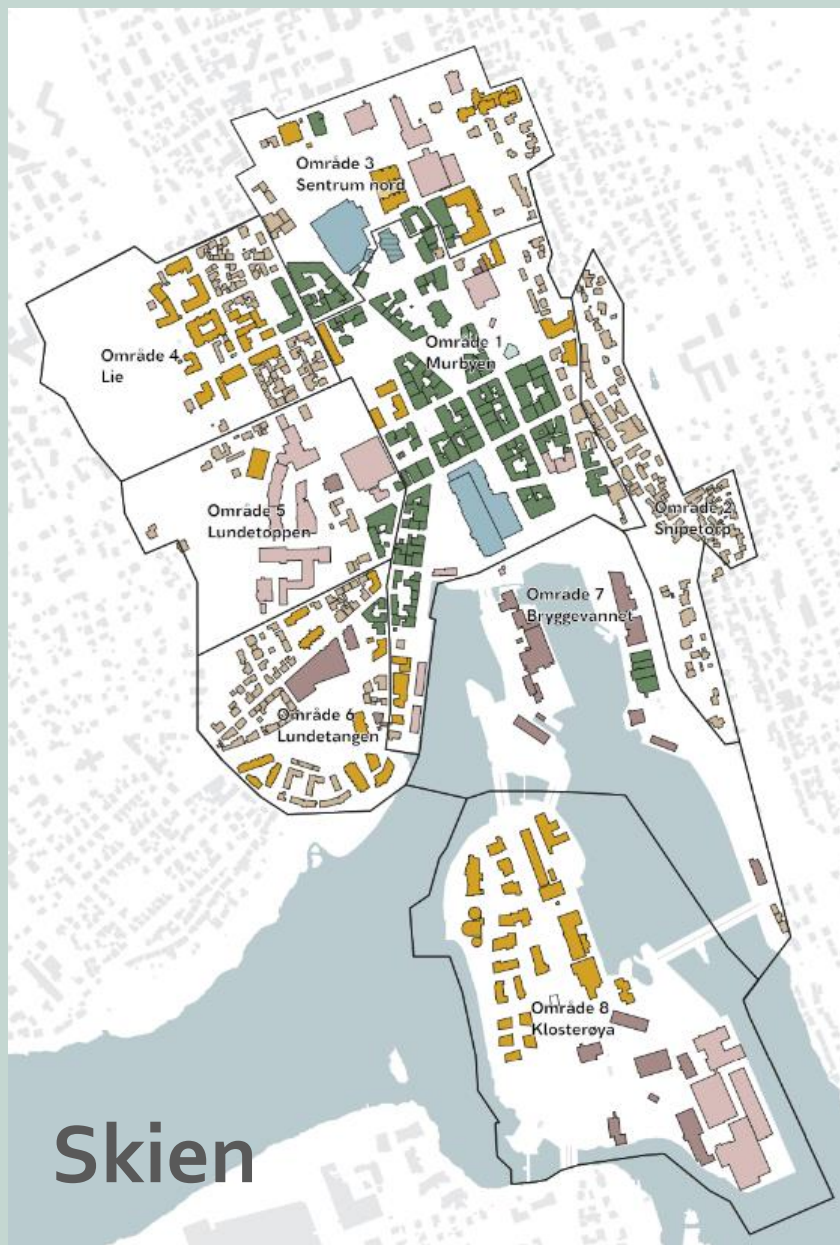 Område 3
Sentrum nord
Område 1
Murbyen
Område 4
Lie
Område 5
Lundetoppen
Område 2
Snipetorp
Område 7
Bryggevannet
Område 6
Lundetangen
Område 8
Klosterøya
Skien